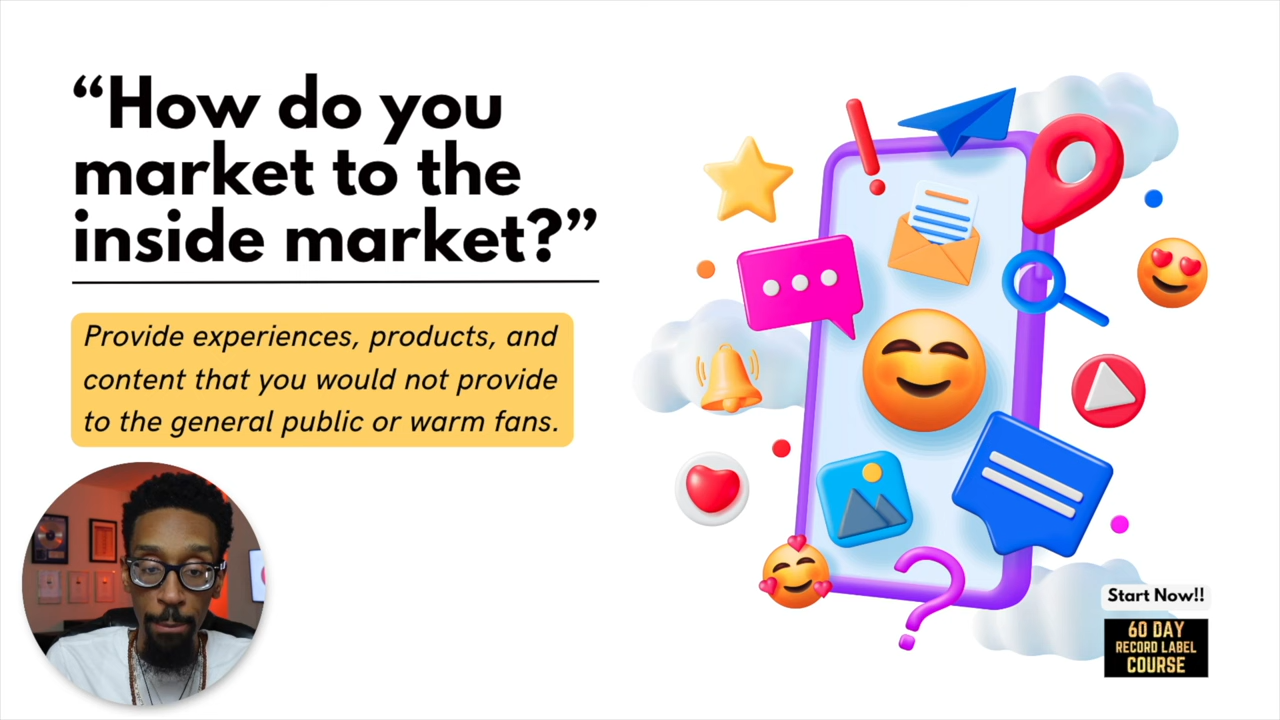 “How do you
market to the
inside market?”
Provide experiences, products, and
content that you would not provide
to the general public or warm fans.
Start Now!!
60 DAY
RECORD LABEL
COURSE